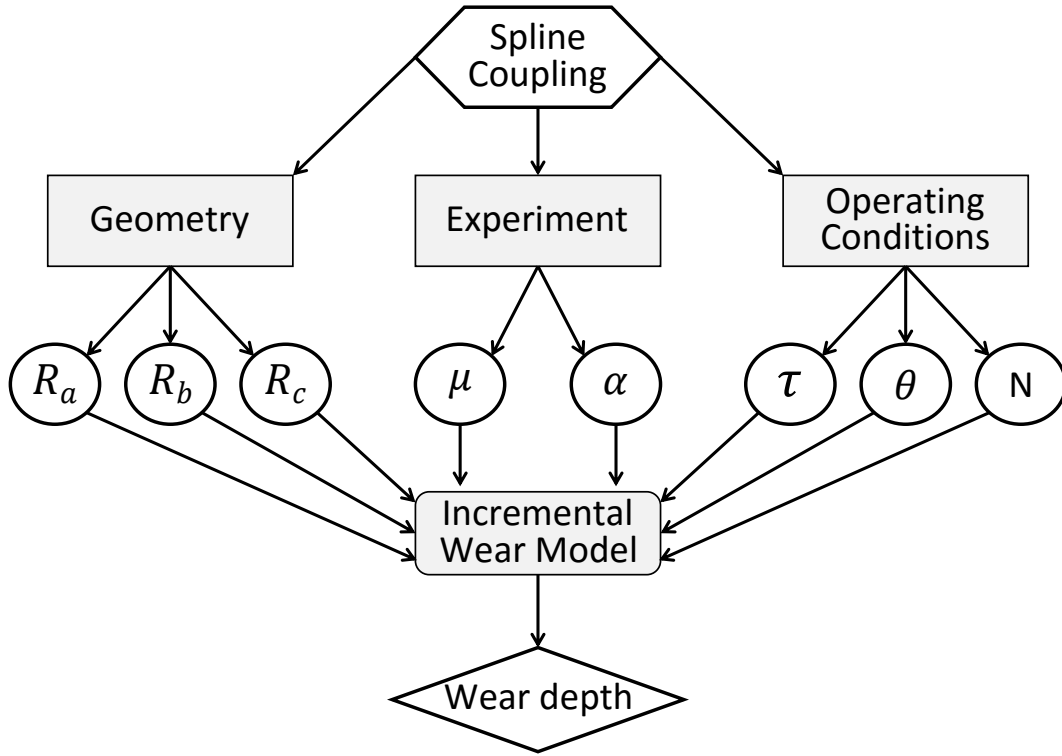 Spline
Coupling
Geometry
Experiment
Operating
Conditions
R_a
R_b
R_c
μ
α
τ
θ
N
Incremental
Wear Model
Wear depth